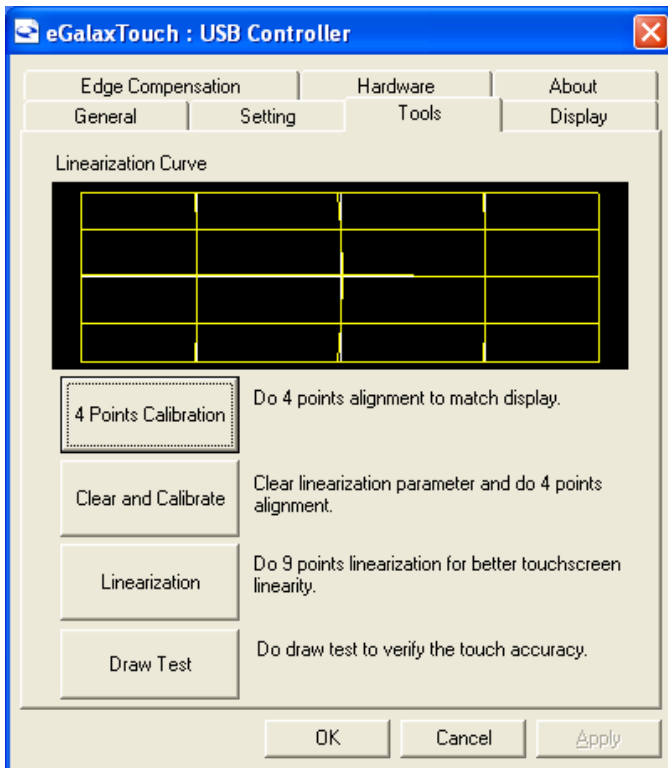 eGalaxTouch : USB Controller
Edge Compensation Hardware About
General Setting Tools Display
Linearization Curve
4 Points Calibration
Do 4 points alignment to match display.
Clear and Calibrate
Clear linearization parameter and do 4 points
alignment.
Linearization
Do 9 points linearization for better touchscreen
linearity.
Draw Test
Do draw test to verify the touch accuracy.
OK Cancel Apply